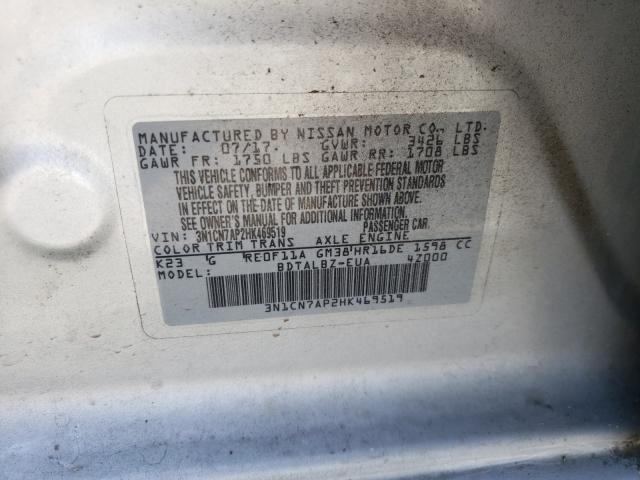 MANUFACTURED BY NISSAN MOTOR CO., LTD.
DATE: 07/17. GVWR: 3426 LBS
GAWR FR: 1750 LBS GAWR RR: 1708 LBS
THIS VEHICLE CONFORMS TO ALL APPLICABLE FEDERAL MOTOR
VEHICLE SAFETY, BUMPER AND THEFT PREVENTION STANDARDS
IN EFFECT ON THE DATE OF MANUFACTURE SHOWN ABOVE.
SEE OWNER'S MANUAL FOR ADDITIONAL INFORMATION.
VIN: 3N1CN7AP2HK469519 PASSENGER CAR.
COLOR TRIM TRANS AXLE ENGINE
K23 G RE0F11A GM38 HR16DE 1598 CC
MODEL: BDTALBZ-EUA 4Z000
3N1CN7AP2HK469519